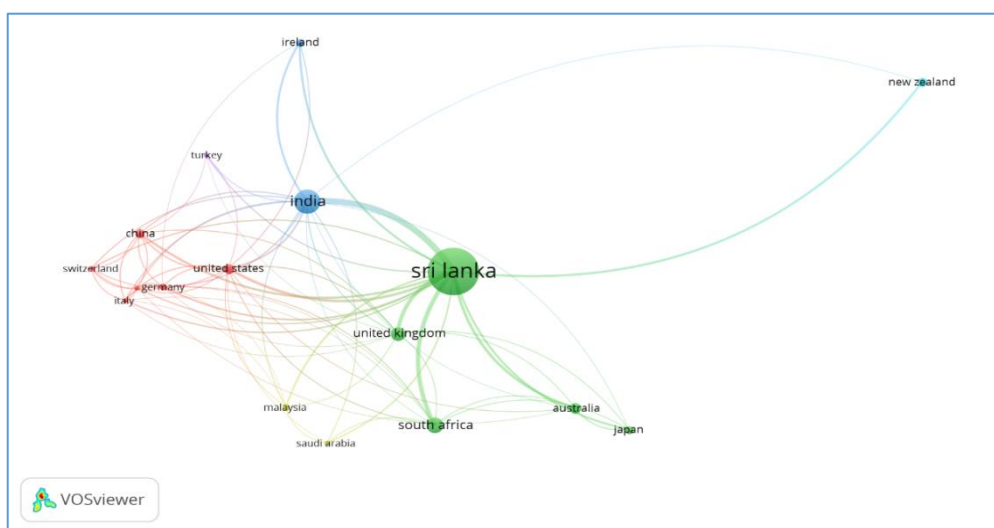 ireland
new zealand
turkey
india
china
switzerland
united states
sri lanka
germany
italy
united kingdom
malaysia
australia
south africa
japan
saudi arabia
VOSviewer